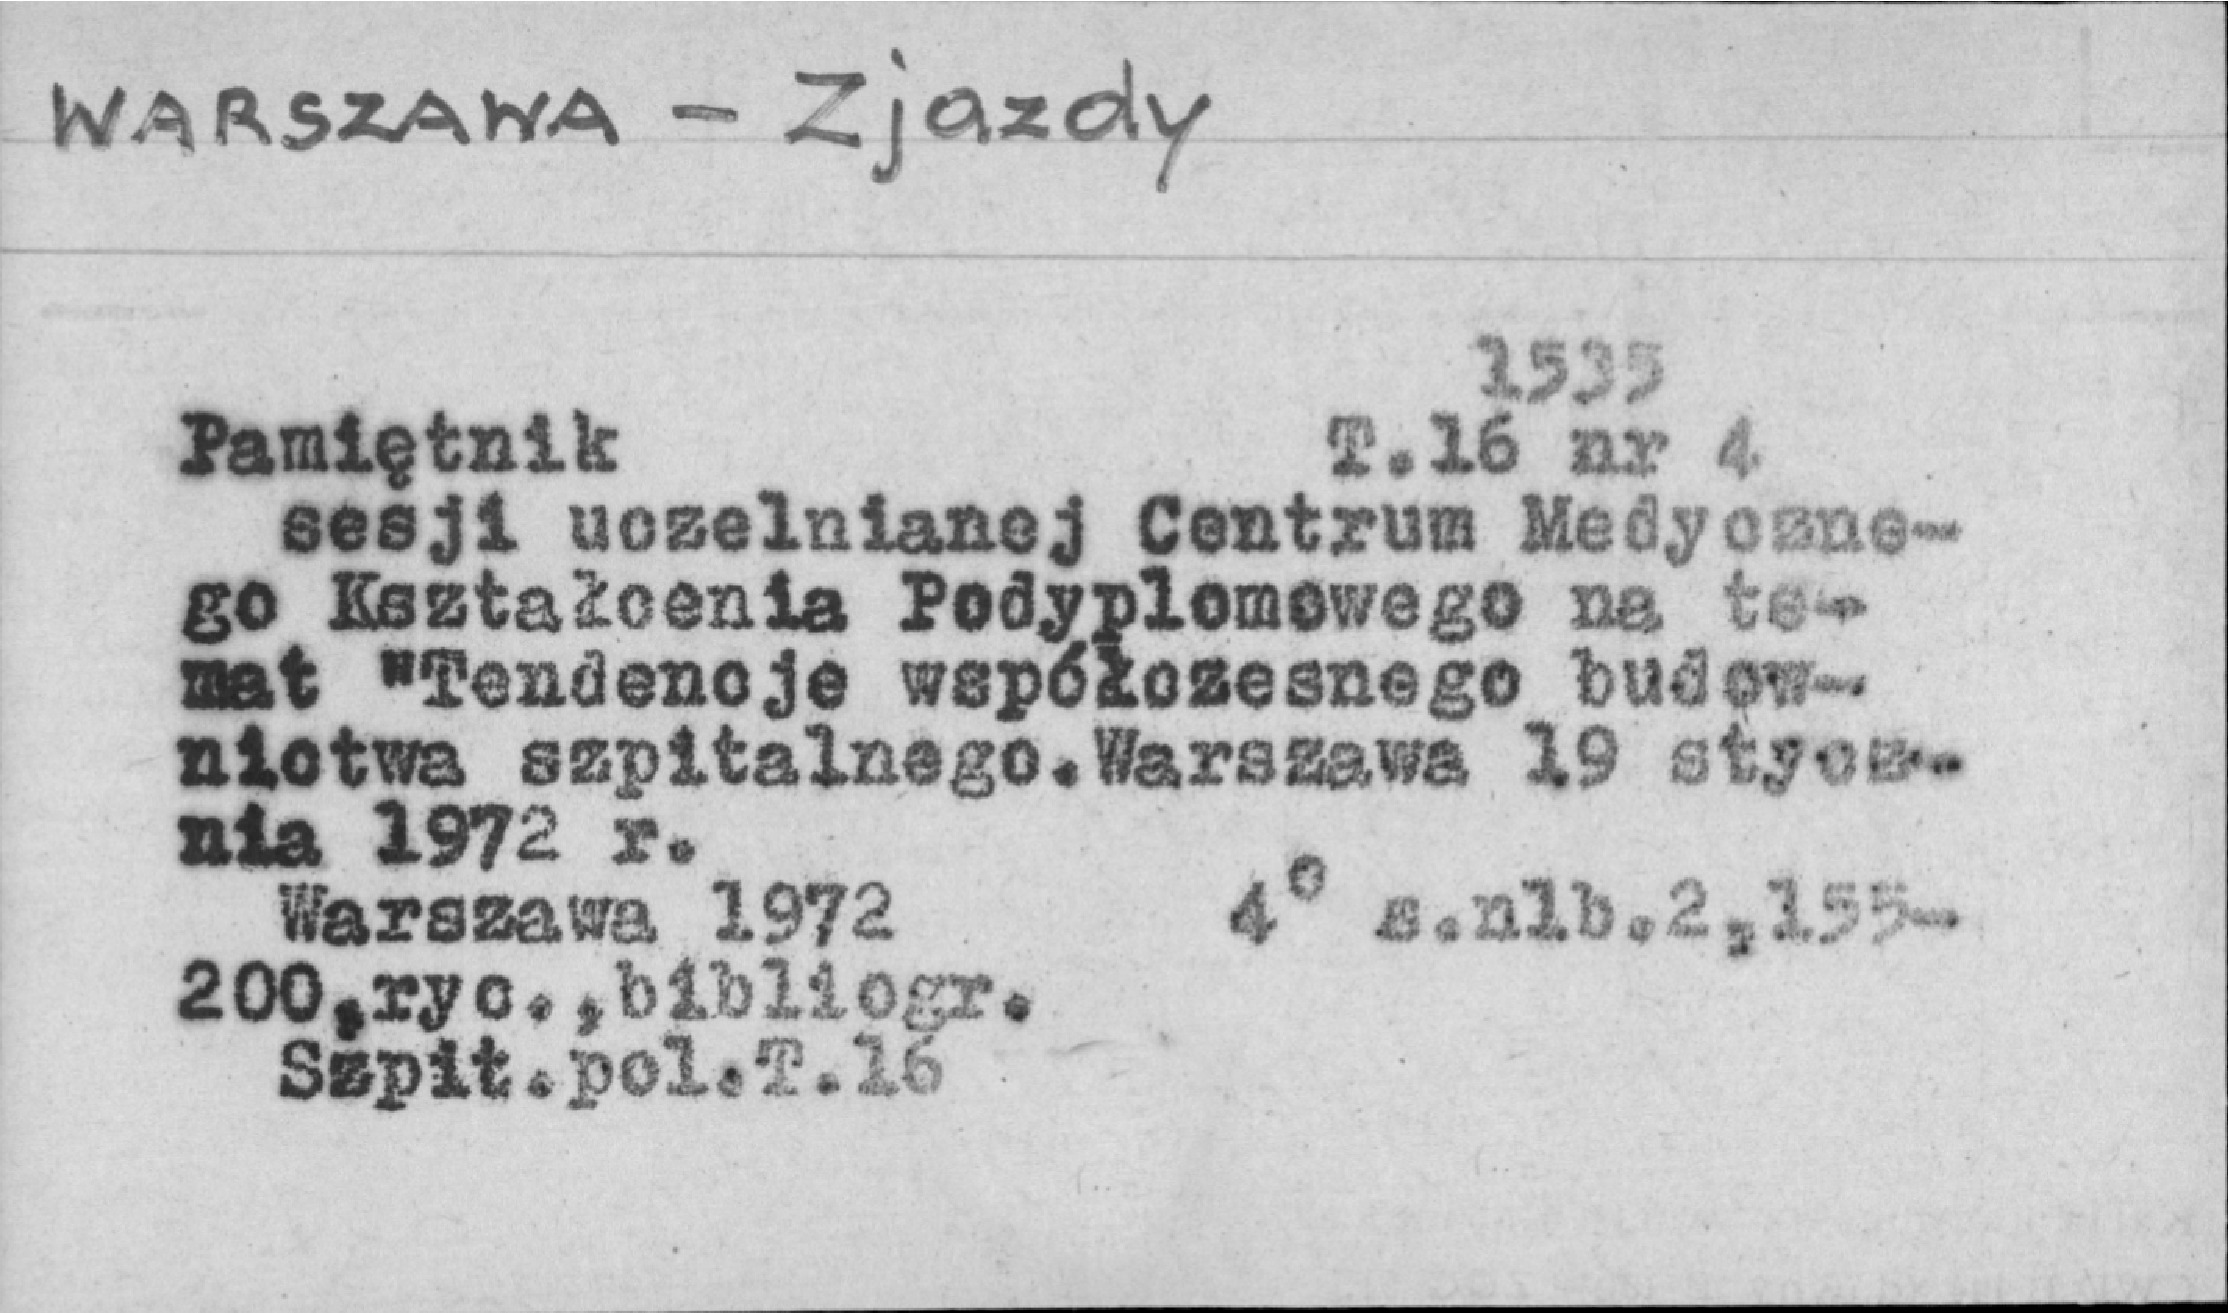 WARSZAWA - Zjazdy
1535
Pamiętnik T.16 nr 4
sesji uczelnianej Centrum Medyczne-
go Kształcenia Podyplomowego na te-
mat "Tendencje współczesnego budow-
nictwa szpitalnego.Warszawa 19 stycz-
nia 1972 r.
Warszawa 1972 4° s.nlb.2,155-
200,ryc.,bibliogr.
Szpit.pol.T.16